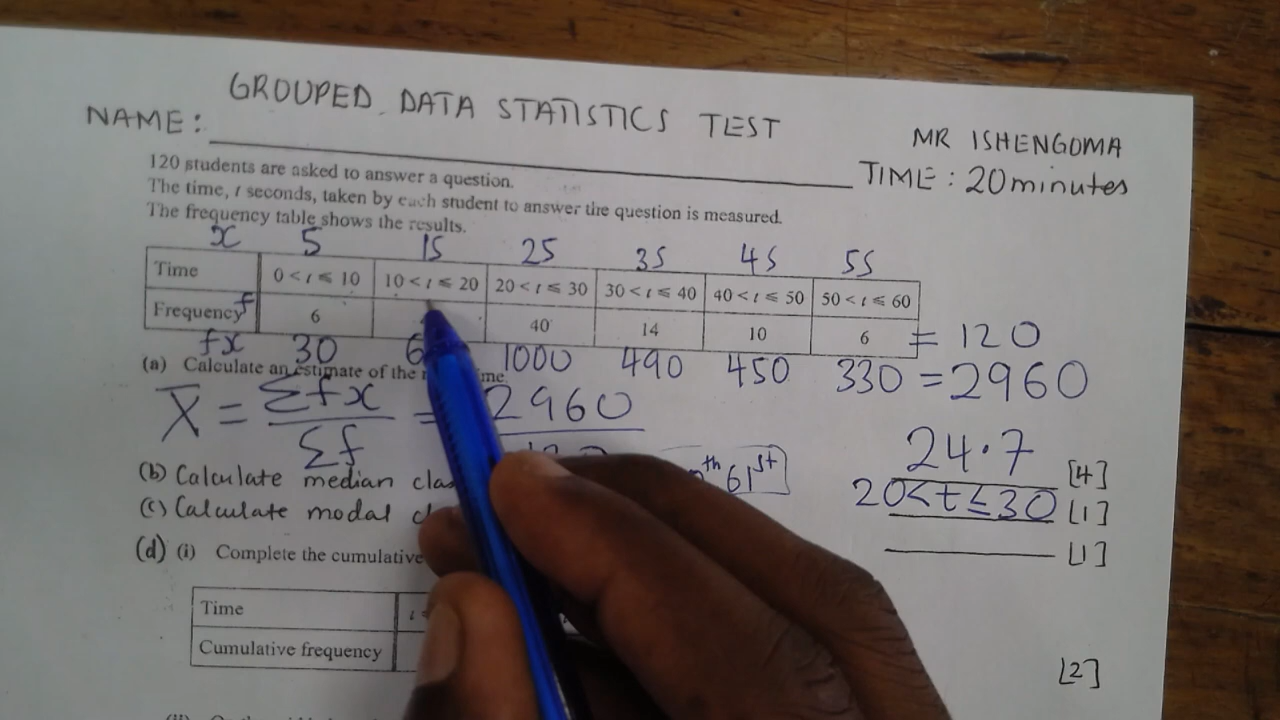 GROUPED DATA STATISTICS TEST
NAME:
MR ISHENGOMA
TIME: 20 minutes
120 students are asked to answer a question.
The time, t seconds, taken by each student to answer the question is measured.
The frequency table shows the results.
x 5 15 25 35 45 55
Time 0 < t ⩽ 10 10 < t ⩽ 20 20 < t ⩽ 30 30 < t ⩽ 40 40 < t ⩽ 50 50 < t ⩽ 60
Frequency f 6 40 14 10 6 = 120
fx 30 1000 490 450 330 = 2960
(a) Calculate an estimate of the
X̄ = Σfx / Σf = 2960
24.7 [4]
(b) Calculate median 61st 20<t≤30 [1]
(c) Calculate modal [1]
(d) (i) Complete the cumulative
Time
Cumulative frequency
[2]